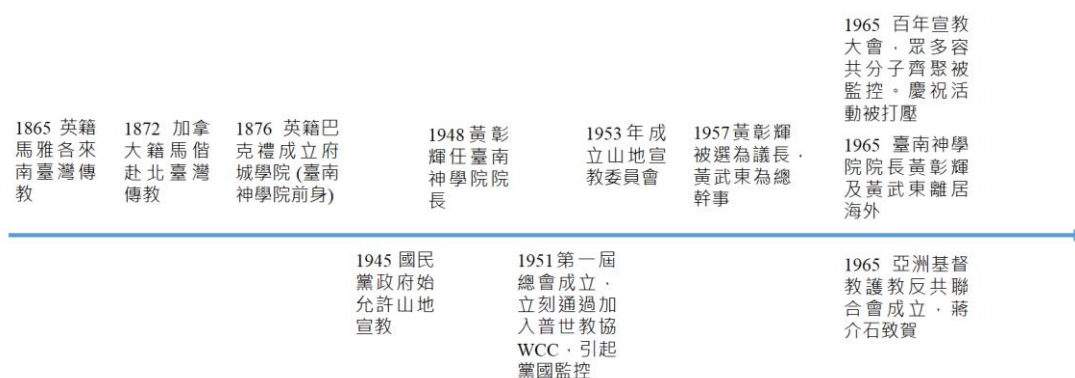 1865 英籍
馬雅各來
南臺灣傳
教
1872 加拿
大籍馬偕
赴北臺灣
傳教
1876 英籍巴
克禮成立府
城學院 (臺南
神學院前身)
1948 黃彰
輝任臺南
神學院院
長
1953 年成
立山地宣
教委員會
1957黃彰輝
被選為議長，
黃武東為總
幹事
1965 百年宣教
大會，眾多容
共分子齊聚被
監控。慶祝活
動被打壓
1965 臺南神學
院院長黃彰輝
及黃武東離居
海外
1945 國民
黨政府始
允許山地
宣教
1951第一屆
總會成立，
立刻通過加
入普世教協
WCC，引起
黨國監控
1965 亞洲基督
教護教反共聯
合會成立，蔣
介石致賀